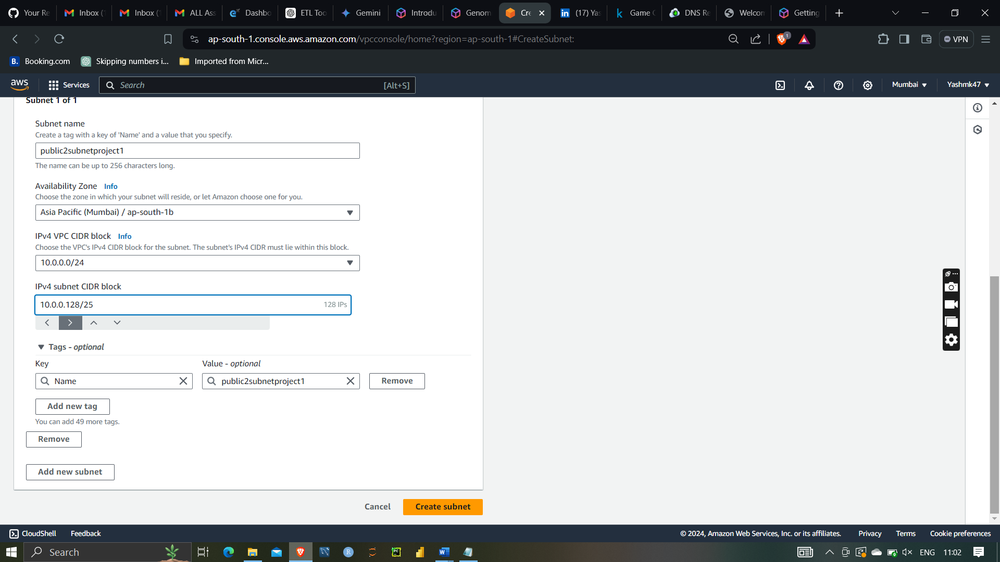 Your Re
Inbox (1
Inbox (1
ALL Ass
Dashbo
ETL Too
Gemini
Introdu
Genom
Cre
(17) Yas
Game C
DNS Re
Welcon
Getting
ap-south-1.console.aws.amazon.com/vpcconsole/home?region=ap-south-1#CreateSubnet:
1
VPN
B. Booking.com
Skipping numbers i...
Imported from Micr...
aws
Services
Search
[Alt+S]
Mumbai
Yashmk47
Subnet 1 of 1
Subnet name
Create a tag with a key of 'Name' and a value that you specify.
public2subnetproject1
The name can be up to 256 characters long.
Availability Zone Info
Choose the zone in which your subnet will reside, or let Amazon choose one for you.
Asia Pacific (Mumbai) / ap-south-1b
IPv4 VPC CIDR block Info
Choose the VPC's IPv4 CIDR block for the subnet. The subnet's IPv4 CIDR must lie within this block.
10.0.0.0/24
IPv4 subnet CIDR block
10.0.0.128/25
128 IPs
Tags - optional
Key
Value - optional
Name
public2subnetproject1
Remove
Add new tag
You can add 49 more tags.
Remove
Add new subnet
Cancel
Create subnet
CloudShell
Feedback
© 2024, Amazon Web Services, Inc. or its affiliates.
Privacy
Terms
Cookie preferences
Search
ENG
11:02